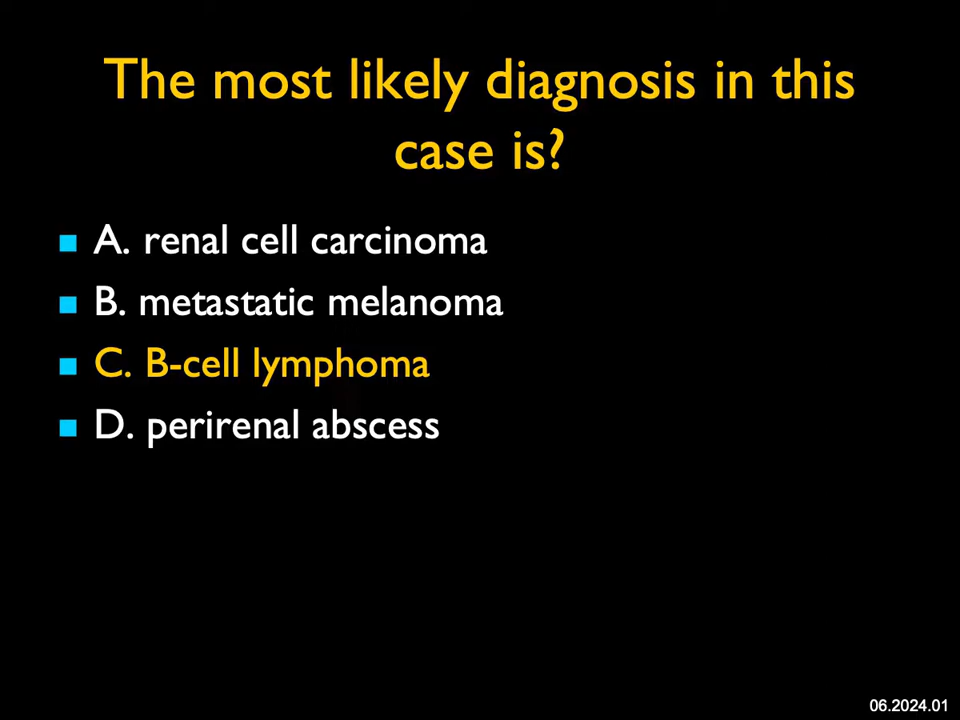 The most likely diagnosis in this
case is?
A. renal cell carcinoma
B. metastatic melanoma
C. B-cell lymphoma
D. perirenal abscess
06.2024.01